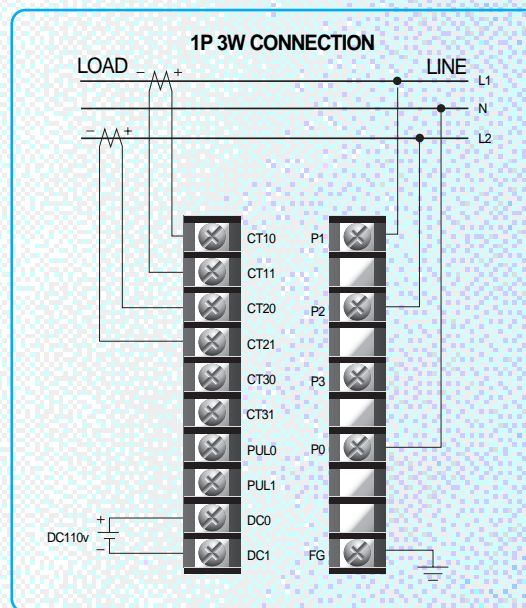 1P 3W CONNECTION
LOAD
LINE
- +
L1
N
- +
L2
CT10
P1
CT11
CT20
P2
CT21
CT30
P3
CT31
PUL0
P0
PUL1
DC0
+
DC110v
-
DC1
FG